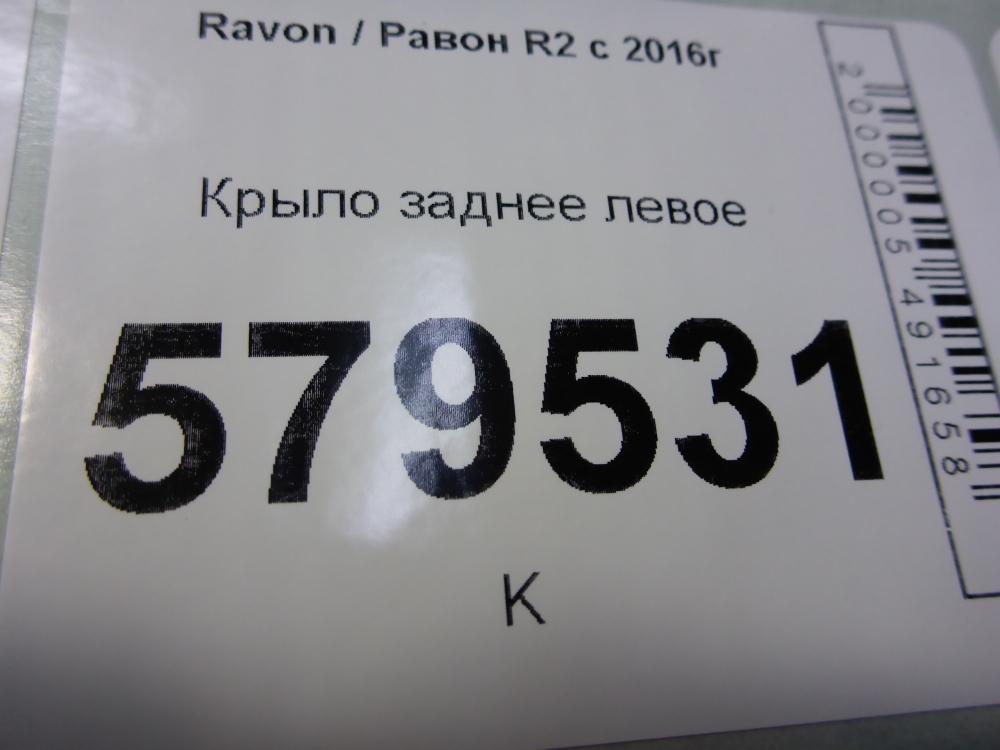 Ravon / Равон R2 с 2016г
Крыло заднее левое
579531
К
2000005491658